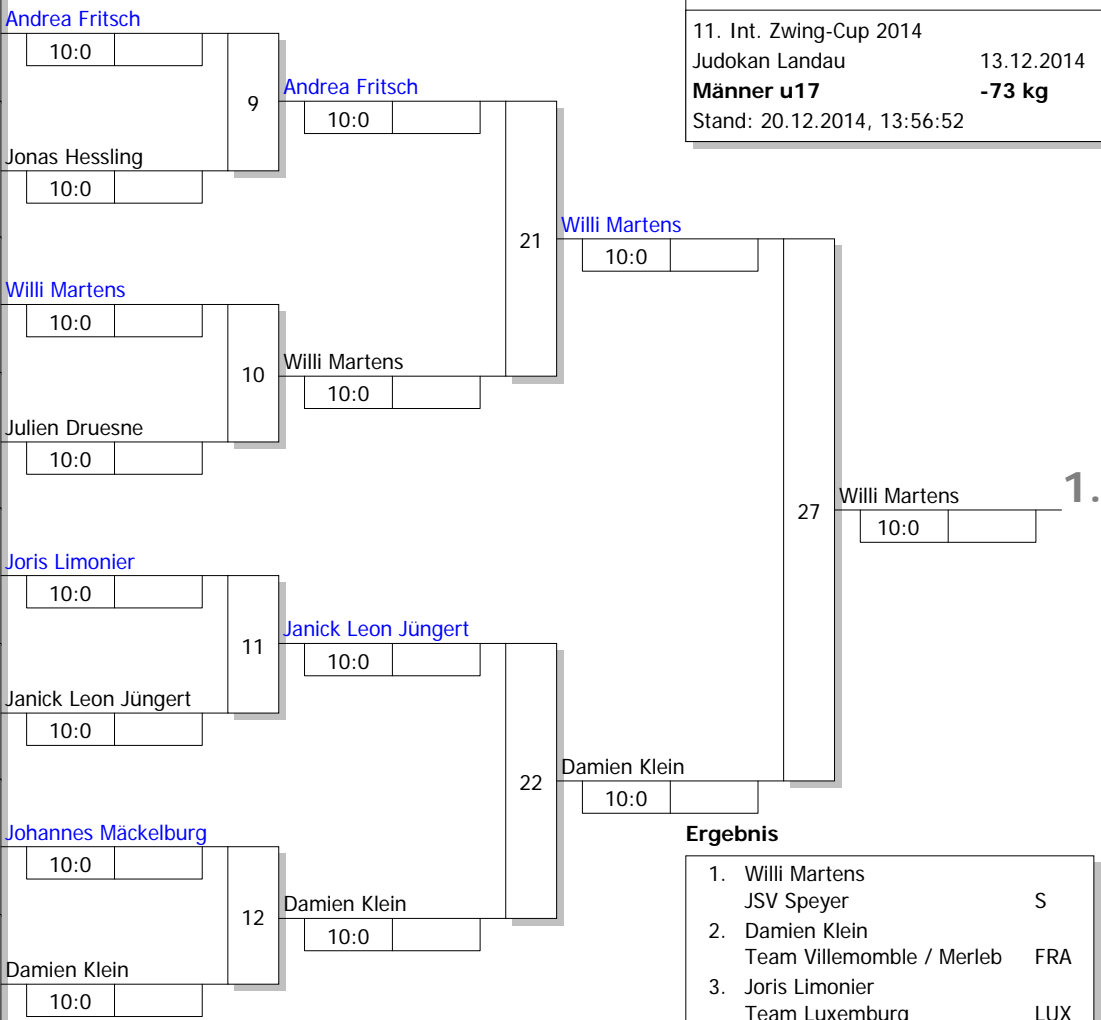 Andrea Fritsch
10:0
11. Int. Zwing-Cup 2014
Judokan Landau 13.12.2014
Männer u17 -73 kg
Stand: 20.12.2014, 13:56:52
9
Andrea Fritsch
10:0
Jonas Hessling
10:0
21
Willi Martens
10:0
Willi Martens
10:0
10
Willi Martens
10:0
Julien Druesne
10:0
27
Willi Martens
10:0
1.
Joris Limonier
10:0
11
Janick Leon Jüngert
10:0
Janick Leon Jüngert
10:0
22
Damien Klein
10:0
Johannes Mäckelburg
10:0
12
Damien Klein
10:0
Damien Klein
10:0
Ergebnis
1. Willi Martens
JSV Speyer S
2. Damien Klein
Team Villemomble / Merleb FRA
3. Joris Limonier
Team Luxemburg LUX